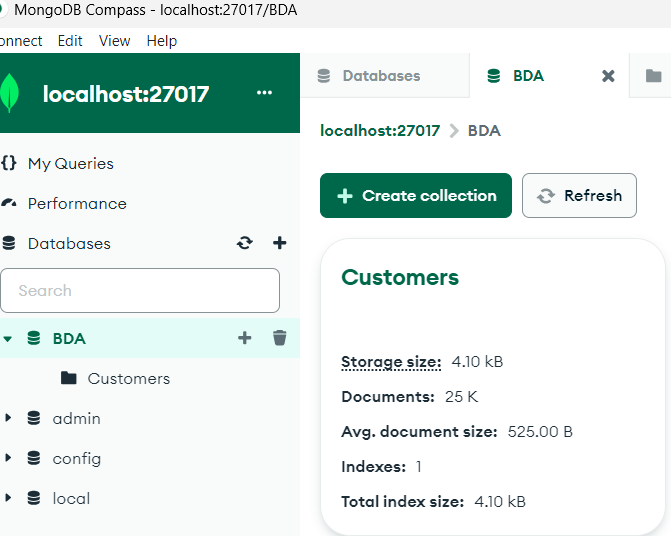 MongoDB Compass - localhost:27017/BDA
onnect Edit View Help
localhost:27017 ...
My Queries
Performance
Databases
Search
BDA
Customers
admin
config
local
Databases
BDA
localhost:27017 > BDA
+ Create collection
Refresh
Customers
Storage size: 4.10 kB
Documents: 25 K
Avg. document size: 525.00 B
Indexes: 1
Total index size: 4.10 kB